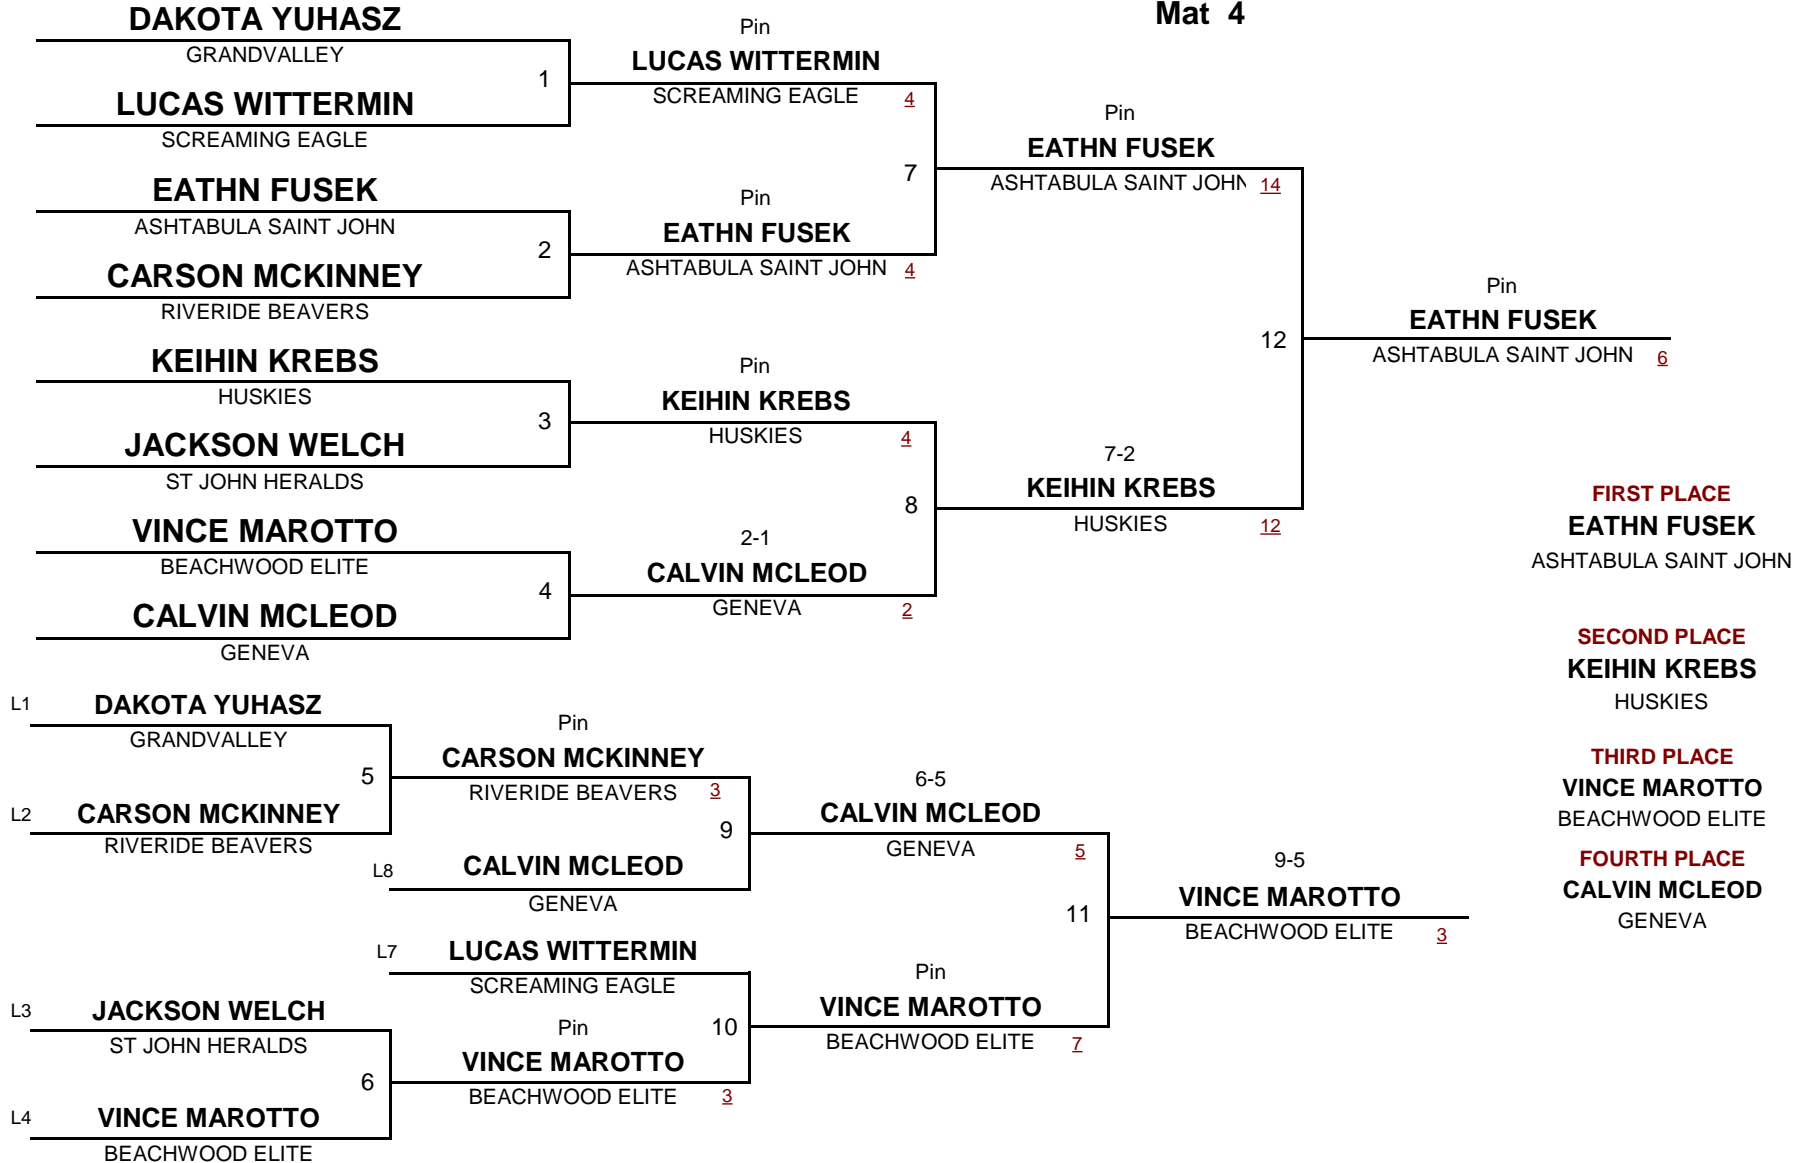 Mat 4
DAKOTA YUHASZ
GRANDVALLEY
1
LUCAS WITTERMIN
SCREAMING EAGLE
EATHN FUSEK
ASHTABULA SAINT JOHN
2
CARSON MCKINNEY
RIVERIDE BEAVERS
KEIHIN KREBS
HUSKIES
3
JACKSON WELCH
ST JOHN HERALDS
VINCE MAROTTO
BEACHWOOD ELITE
4
CALVIN MCLEOD
GENEVA
Pin
LUCAS WITTERMIN
SCREAMING EAGLE 4
7
Pin
EATHN FUSEK
ASHTABULA SAINT JOHN 4
Pin
KEIHIN KREBS
HUSKIES 4
8
2-1
CALVIN MCLEOD
GENEVA 2
Pin
EATHN FUSEK
ASHTABULA SAINT JOHN 14
12
7-2
KEIHIN KREBS
HUSKIES 12
Pin
EATHN FUSEK
ASHTABULA SAINT JOHN 6
FIRST PLACE
EATHN FUSEK
ASHTABULA SAINT JOHN
SECOND PLACE
KEIHIN KREBS
HUSKIES
THIRD PLACE
VINCE MAROTTO
BEACHWOOD ELITE
FOURTH PLACE
CALVIN MCLEOD
GENEVA
L1 DAKOTA YUHASZ
GRANDVALLEY
5
L2 CARSON MCKINNEY
RIVERIDE BEAVERS
L3 JACKSON WELCH
ST JOHN HERALDS
6
L4 VINCE MAROTTO
BEACHWOOD ELITE
Pin
CARSON MCKINNEY
RIVERIDE BEAVERS 3
9
L8 CALVIN MCLEOD
GENEVA
L7 LUCAS WITTERMIN
SCREAMING EAGLE
10
Pin
VINCE MAROTTO
BEACHWOOD ELITE 3
6-5
CALVIN MCLEOD
GENEVA 5
11
Pin
VINCE MAROTTO
BEACHWOOD ELITE 7
9-5
VINCE MAROTTO
BEACHWOOD ELITE 3